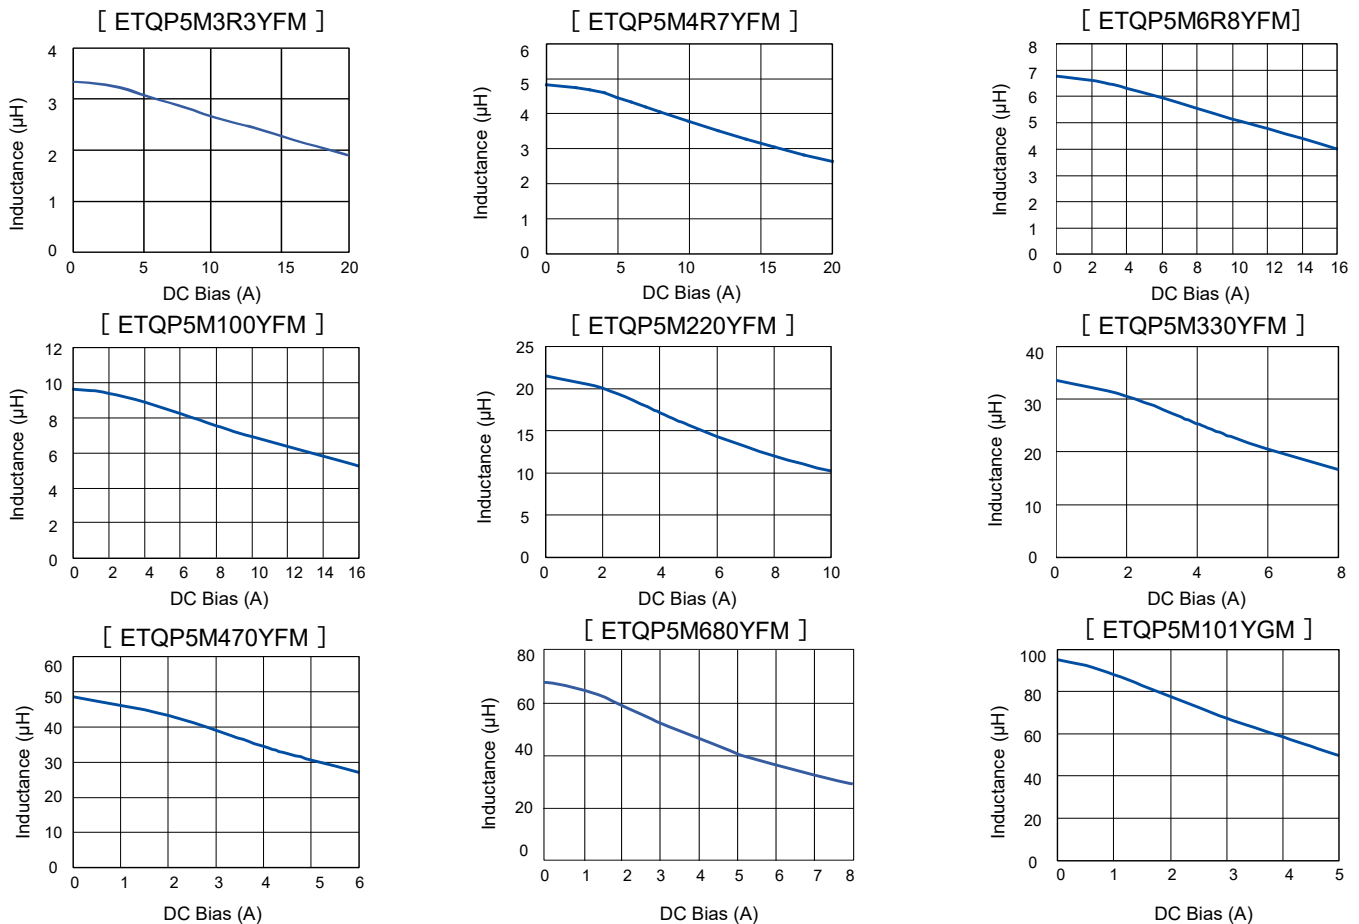 [ ETQP5M3R3YFM ]
Inductance (µH)
4
3
2
1
0
0 5 10 15 20
DC Bias (A)
[ ETQP5M4R7YFM ]
Inductance (µH)
6
5
4
3
2
1
0
0 5 10 15 20
DC Bias (A)
[ ETQP5M6R8YFM]
Inductance (µH)
8
7
6
5
4
3
2
1
0
0 2 4 6 8 10 12 14 16
DC Bias (A)
[ ETQP5M100YFM ]
Inductance (µH)
12
10
8
6
4
2
0
0 2 4 6 8 10 12 14 16
DC Bias (A)
[ ETQP5M220YFM ]
Inductance (µH)
25
20
15
10
5
0
0 2 4 6 8 10
DC Bias (A)
[ ETQP5M330YFM ]
Inductance (µH)
40
30
20
10
0
0 2 4 6 8
DC Bias (A)
[ ETQP5M470YFM ]
Inductance (µH)
60
50
40
30
20
10
0
0 1 2 3 4 5 6
DC Bias (A)
[ ETQP5M680YFM ]
Inductance (µH)
80
60
40
20
0
0 1 2 3 4 5 6 7 8
DC Bias (A)
[ ETQP5M101YGM ]
Inductance (µH)
100
80
60
40
20
0
0 1 2 3 4 5
DC Bias (A)